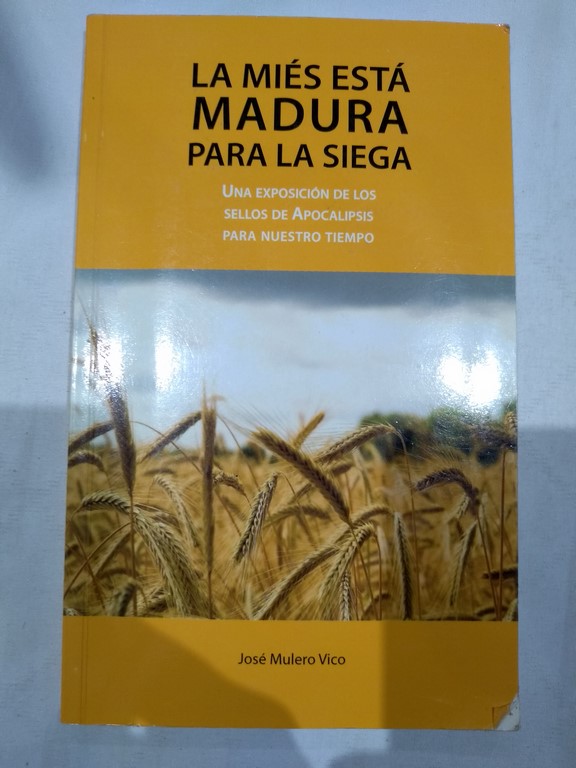 LA MIÉS ESTÁ
MADURA
PARA LA SIEGA
UNA EXPOSICIÓN DE LOS
SELLOS DE APOCALIPSIS
PARA NUESTRO TIEMPO
José Mulero Vico